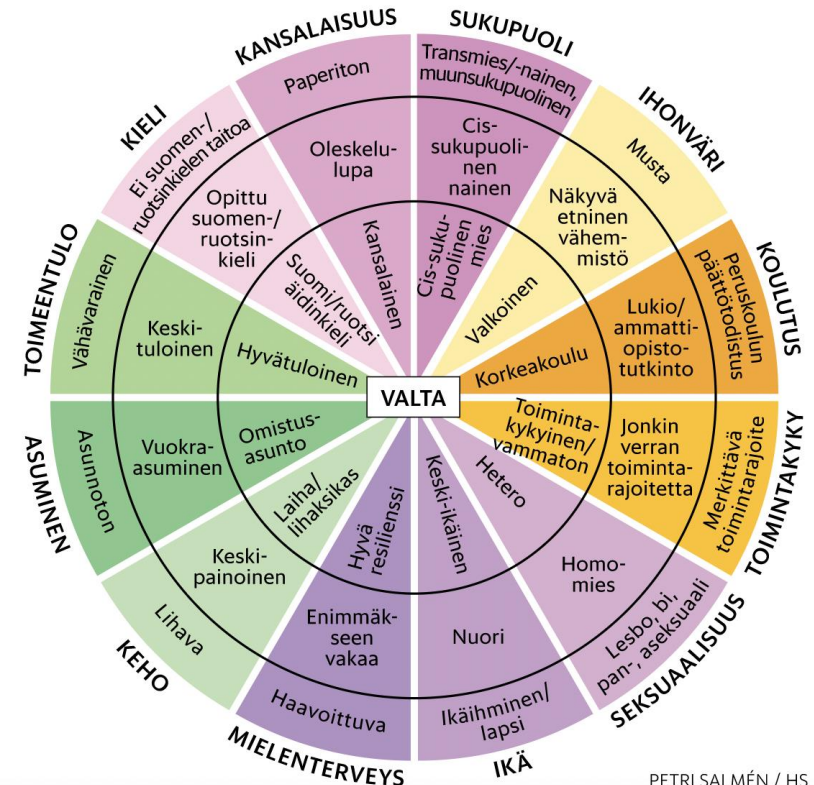 SUKUPUOLI
Transmies/-nainen,
muunsukupuolinen
Cis-
sukupuoli-
nen
nainen
Cis-suku-
puolinen
mies
IHONVÄRI
Musta
Näkyvä
etninen
vähem-
mistö
Valkoinen
KOULUTUS
Peruskoulun
päättötodistus
Lukio/
ammatti-
opisto-
tutkinto
Korkeakoulu
TOIMINTAKYKY
Merkittävä
toimintarajoite
Jonkin
verran
toiminta-
rajoitetta
Toiminta-
kykyinen/
vammaton
SEKSUAALISUUS
Lesbo, bi,
pan-, aseksuaali
Homo-
mies
Hetero
IKÄ
Ikäihminen/
lapsi
Nuori
Keski-ikäinen
MIELENTERVEYS
Haavoittuva
Enimmäk-
seen
vakaa
Hyvä
resilienssi
KEHO
Lihava
Keski-
painoinen
Laiha/
lihaksikas
ASUMINEN
Asunnoton
Vuokra-
asuminen
Omistus-
asunto
TOIMEENTULO
Vähävarainen
Keski-
tuloinen
Hyvätuloinen
KIELI
Ei suomen-/
ruotsinkielen taitoa
Opittu
suomen-/
ruotsin-
kieli
Suomi/ruotsi
äidinkieli
KANSALAISUUS
Paperiton
Oleskelu-
lupa
Kansalainen
VALTA
PETRI SALMÉN / HS